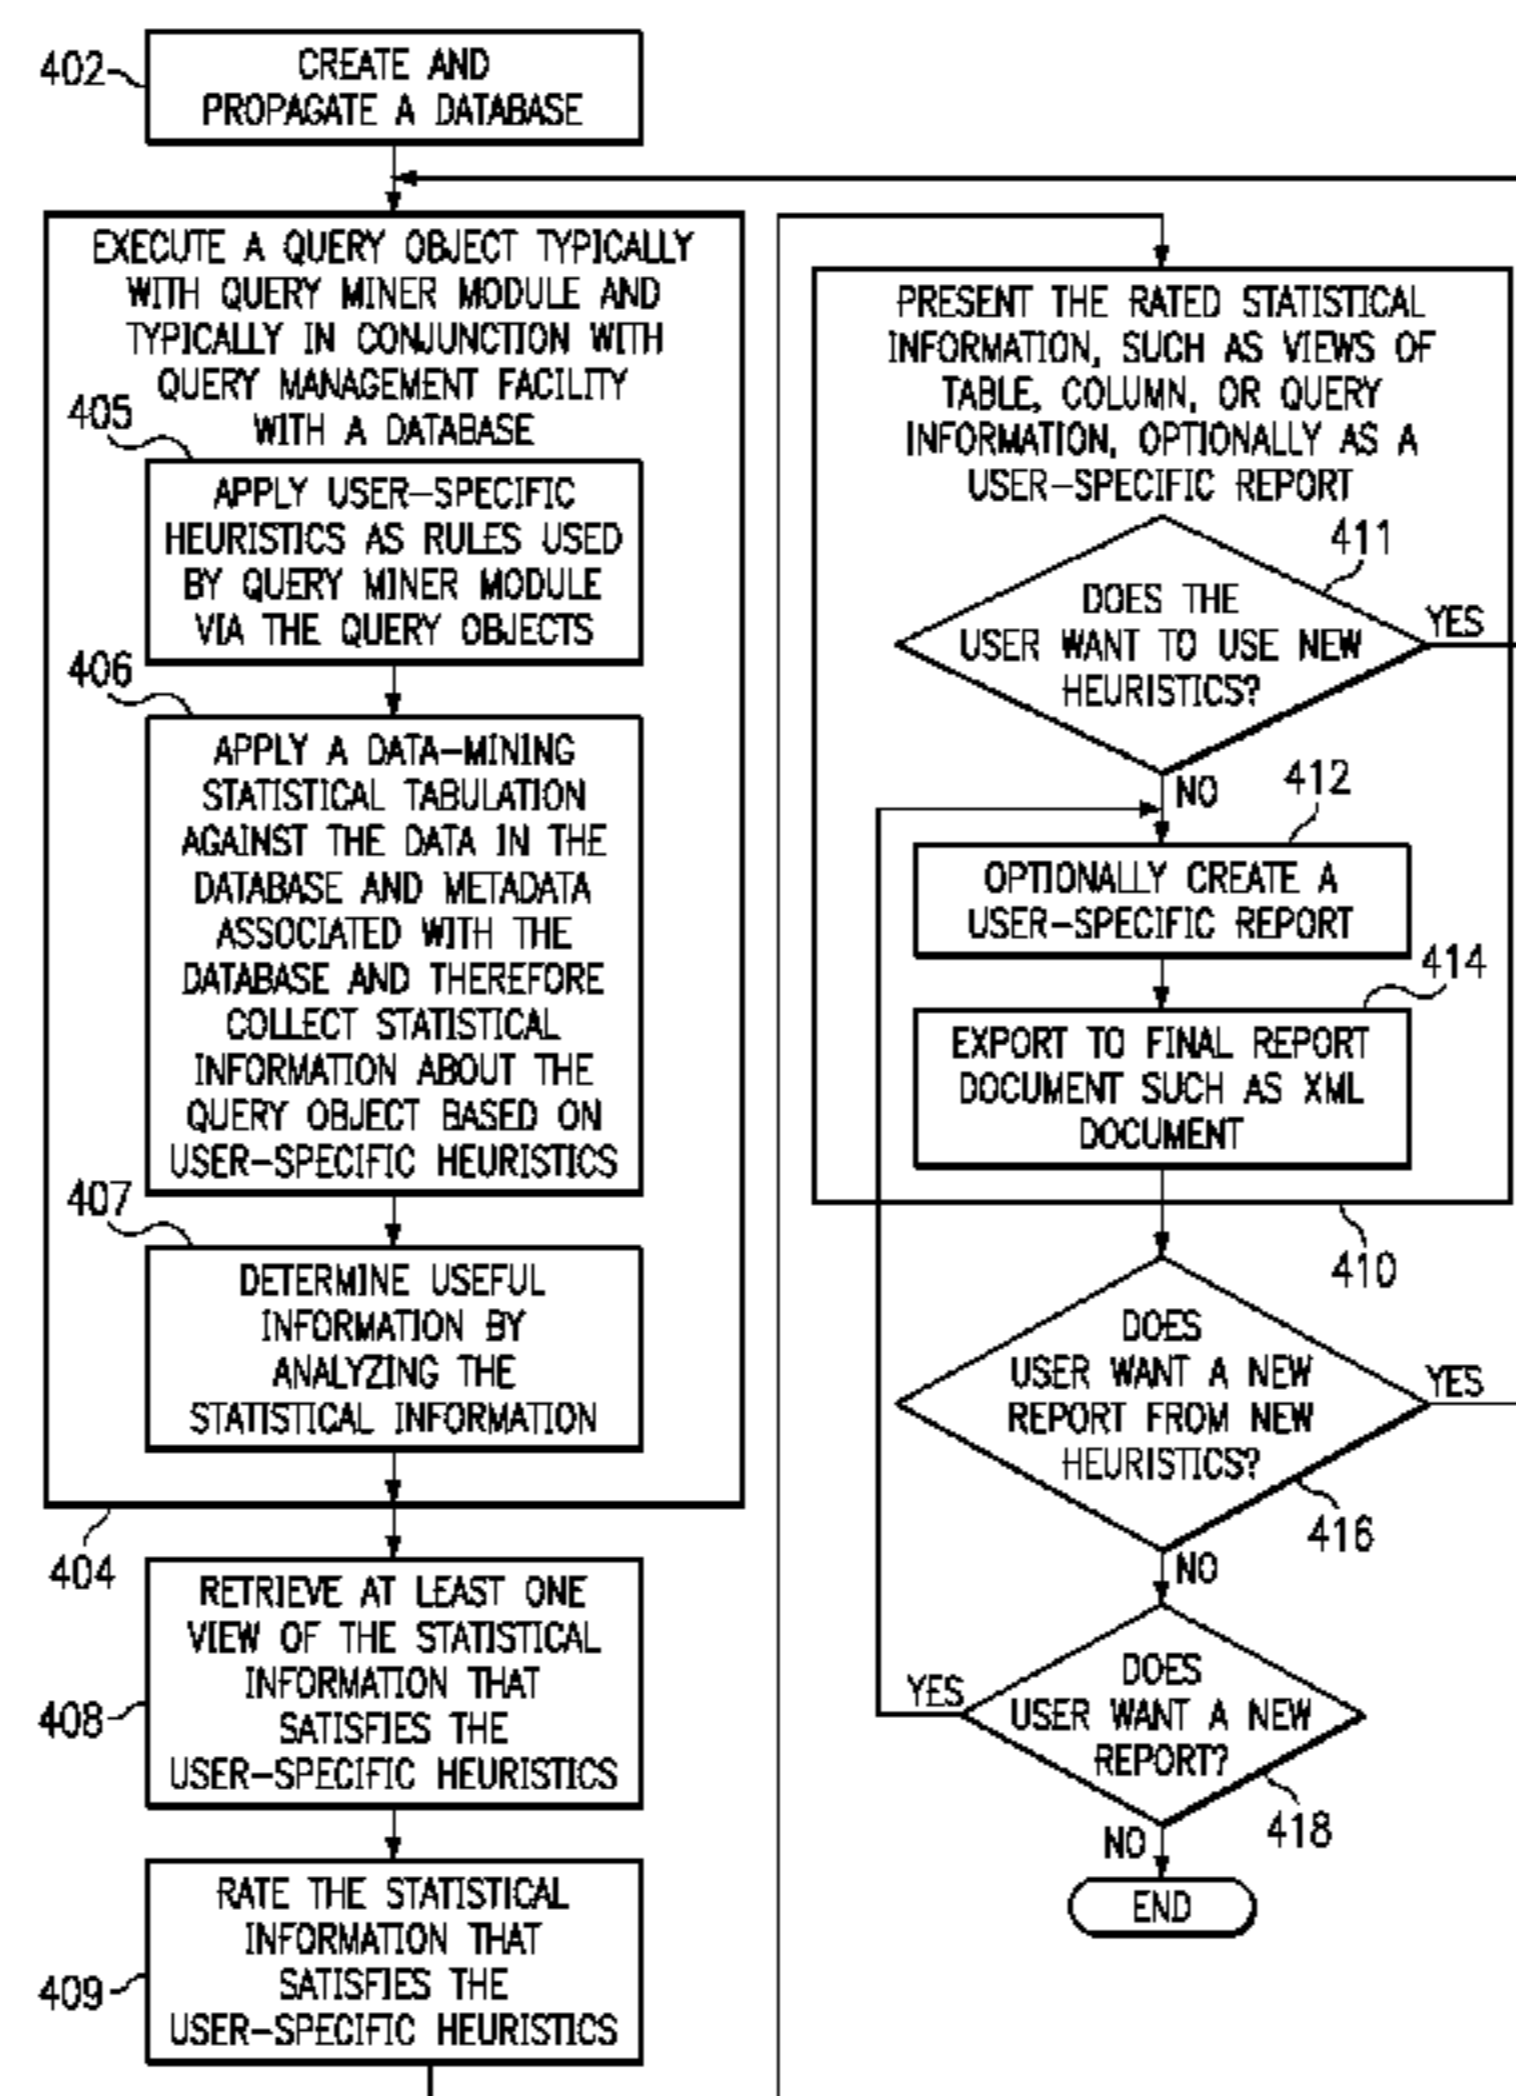 402
CREATE AND
PROPAGATE A DATABASE
EXECUTE A QUERY OBJECT TYPICALLY
WITH QUERY MINER MODULE AND
TYPICALLY IN CONJUNCTION WITH
QUERY MANAGEMENT FACILITY
WITH A DATABASE
405
APPLY USER-SPECIFIC
HEURISTICS AS RULES USED
BY QUERY MINER MODULE
VIA THE QUERY OBJECTS
406
APPLY A DATA-MINING
STATISTICAL TABULATION
AGAINST THE DATA IN THE
DATABASE AND METADATA
ASSOCIATED WITH THE
DATABASE AND THEREFORE
COLLECT STATISTICAL
INFORMATION ABOUT THE
QUERY OBJECT BASED ON
USER-SPECIFIC HEURISTICS
407
DETERMINE USEFUL
INFORMATION BY
ANALYZING THE
STATISTICAL INFORMATION
404
RETRIEVE AT LEAST ONE
VIEW OF THE STATISTICAL
INFORMATION THAT
SATISFIES THE
USER-SPECIFIC HEURISTICS
408
RATE THE STATISTICAL
INFORMATION THAT
SATISFIES THE
USER-SPECIFIC HEURISTICS
409
PRESENT THE RATED STATISTICAL
INFORMATION, SUCH AS VIEWS OF
TABLE, COLUMN, OR QUERY
INFORMATION, OPTIONALLY AS A
USER-SPECIFIC REPORT
411
DOES THE
USER WANT TO USE NEW
HEURISTICS?
YES
NO
412
OPTIONALLY CREATE A
USER-SPECIFIC REPORT
414
EXPORT TO FINAL REPORT
DOCUMENT SUCH AS XML
DOCUMENT
410
DOES
USER WANT A NEW
REPORT FROM NEW
HEURISTICS?
YES
416
NO
DOES
USER WANT A NEW
REPORT?
YES
418
NO
END